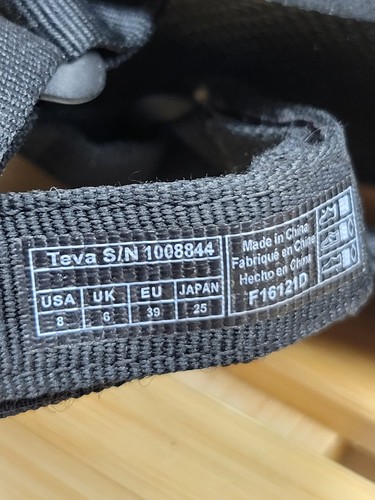 Teva S/N 1008844
USA UK EU JAPAN
8 6 39 25
Made in China
Fabriqué en China
Hecho en China
F16121D